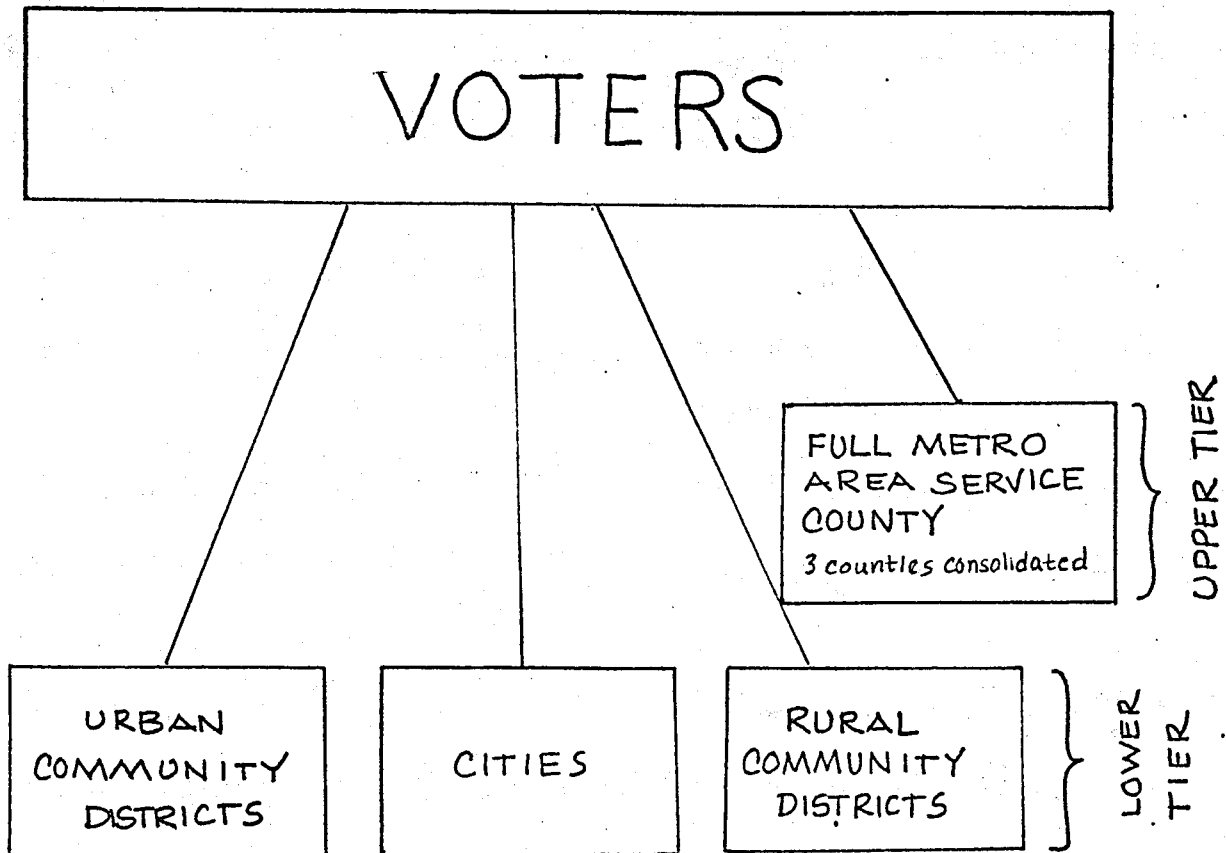 VOTERS
FULL METRO
AREA SERVICE
COUNTY
3 counties consolidated
UPPER TIER
URBAN
COMMUNITY
DISTRICTS
CITIES
RURAL
COMMUNITY
DISTRICTS
LOWER
TIER